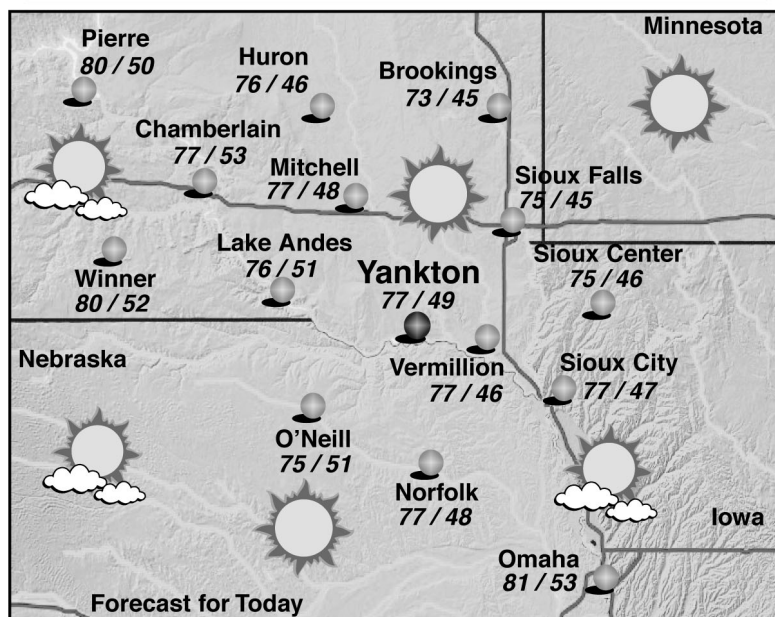 Minnesota
Pierre
80 / 50
Huron
76 / 46
Brookings
73 / 45
Chamberlain
77 / 53
Mitchell
77 / 48
Sioux Falls
75 / 45
Winner
80 / 52
Lake Andes
76 / 51
Yankton
77 / 49
Sioux Center
75 / 46
Nebraska
Vermillion
77 / 46
Sioux City
77 / 47
O’Neill
75 / 51
Norfolk
77 / 48
Iowa
Omaha
81 / 53
Forecast for Today